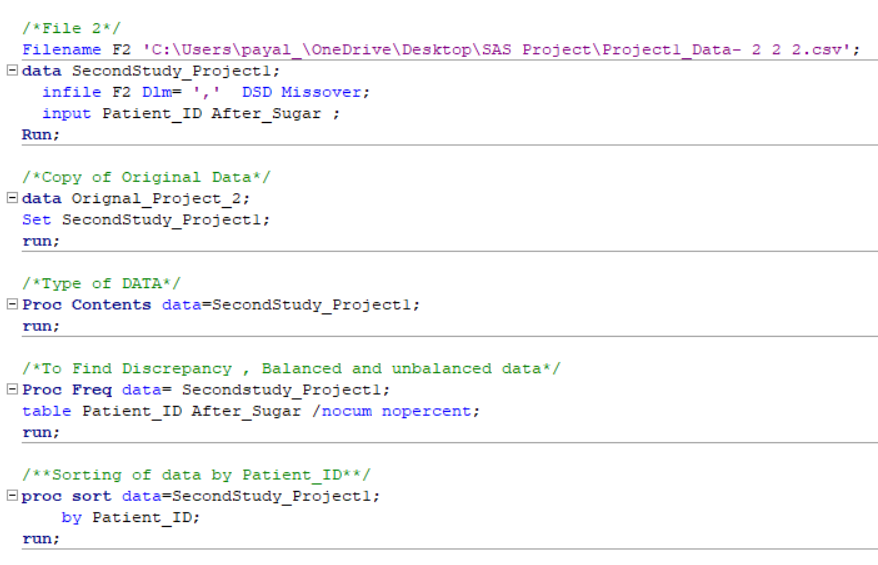 /*File 2*/
Filename F2 'C:\Users\payal_\OneDrive\Desktop\SAS Project\Project1_Data- 2 2 2.csv';
data SecondStudy_Project1;
infile F2 Dlm= ',' DSD Missover;
input Patient_ID After_Sugar ;
Run;
/*Copy of Original Data*/
data Orignal_Project_2;
Set SecondStudy_Project1;
run;
/*Type of DATA*/
Proc Contents data=SecondStudy_Project1;
run;
/*To Find Discrepancy , Balanced and unbalanced data*/
Proc Freq data= Secondstudy_Project1;
table Patient_ID After_Sugar /nocum nopercent;
run;
/**Sorting of data by Patient_ID**/
proc sort data=SecondStudy_Project1;
by Patient_ID;
run;